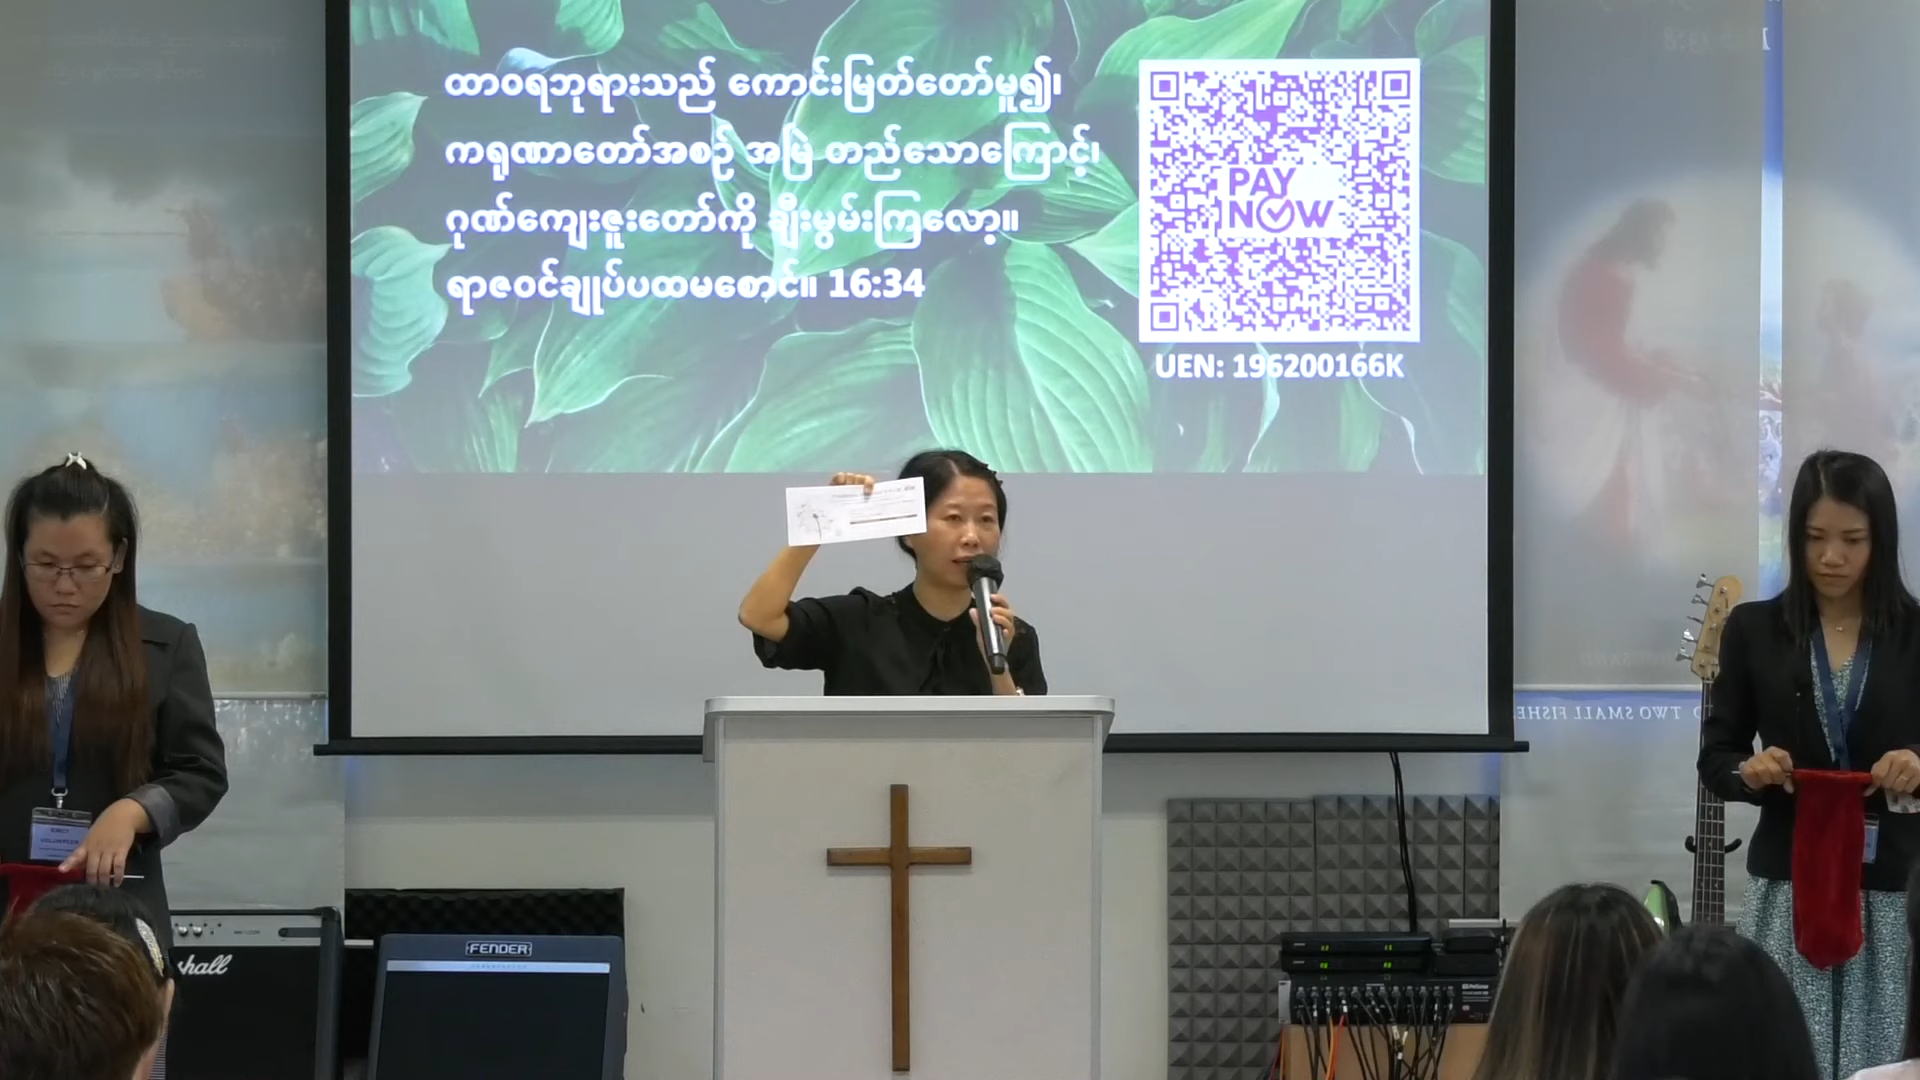 ထာဝရဘုရားသည် ကောင်းမြတ်တော်မူ၍၊
ကရုဏာတော်အစဉ် အမြဲ တည်သောကြောင့်၊
ဂုဏ်ကျေးဇူးတော်ကို ချီးမွမ်းကြလော့။
ရာဇဝင်ချုပ်ပထမစောင်။ 16:34
PAY
NOW
UEN: 196200166K
TWO SMALL FISHE
VOLUNTEER
shall
FENDER